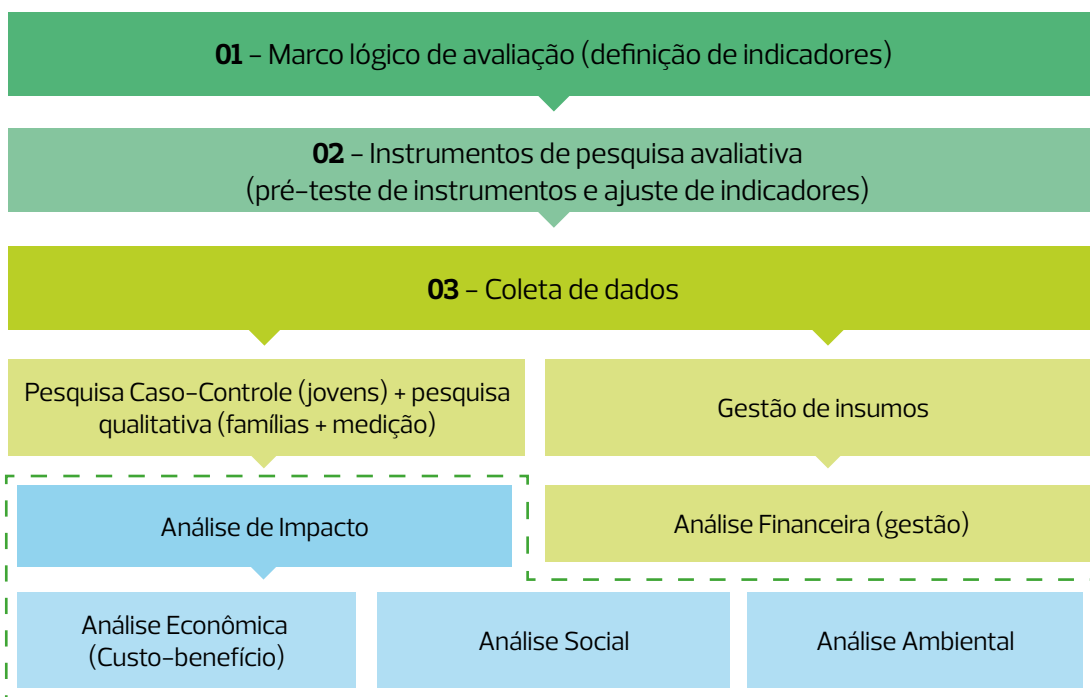 01 – Marco lógico de avaliação (definição de indicadores)
02 – Instrumentos de pesquisa avaliativa
(pré-teste de instrumentos e ajuste de indicadores)
03 – Coleta de dados
Pesquisa Caso-Controle (jovens) + pesquisa
qualitativa (famílias + medição)
Gestão de insumos
Análise de Impacto
Análise Financeira (gestão)
Análise Econômica
(Custo-benefício)
Análise Social
Análise Ambiental